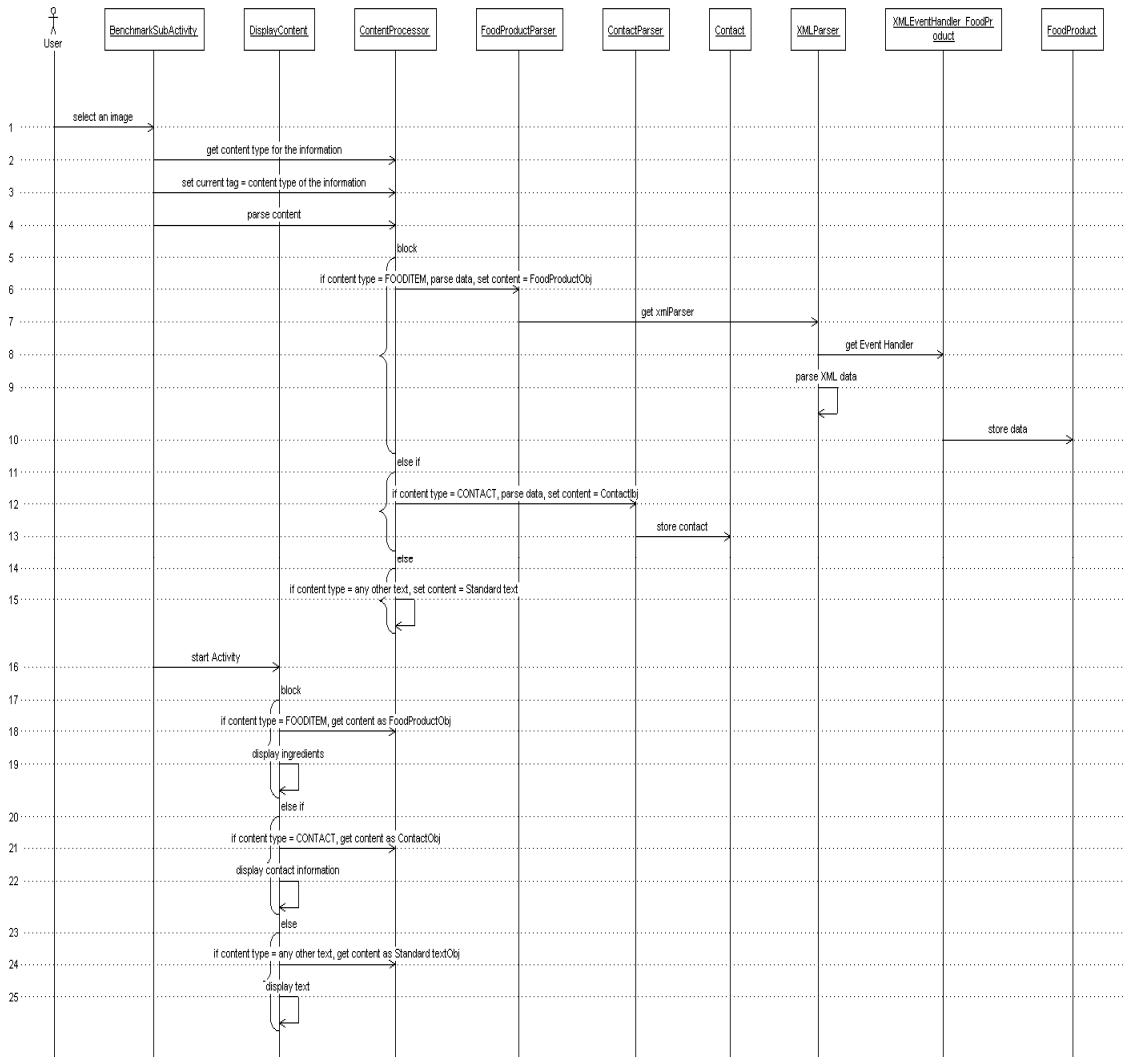 User
BenchmarkSubActivity
DisplayContent
ContentProcessor
FoodProductParser
ContactParser
Contact
XMLParser
XMLEventHandler_FoodPr
oduct
FoodProduct
1
select an image
2
get content type for the information
3
set current tag = content type of the information
4
parse content
5
block
6
if content type = FOODITEM, parse data, set content = FoodProductObj
7
get xmlParser
8
get Event Handler
9
parse XML data
10
store data
11
else if
12
if content type = CONTACT, parse data, set content = ContactObj
13
store contact
14
else
15
if content type = any other text, set content = Standard text
16
start Activity
17
block
18
if content type = FOODITEM, get content as FoodProductObj
19
display ingredients
20
else if
21
if content type = CONTACT, get content as ContactObj
22
display contact information
23
else
24
if content type = any other text, get content as Standard textObj
25
display text